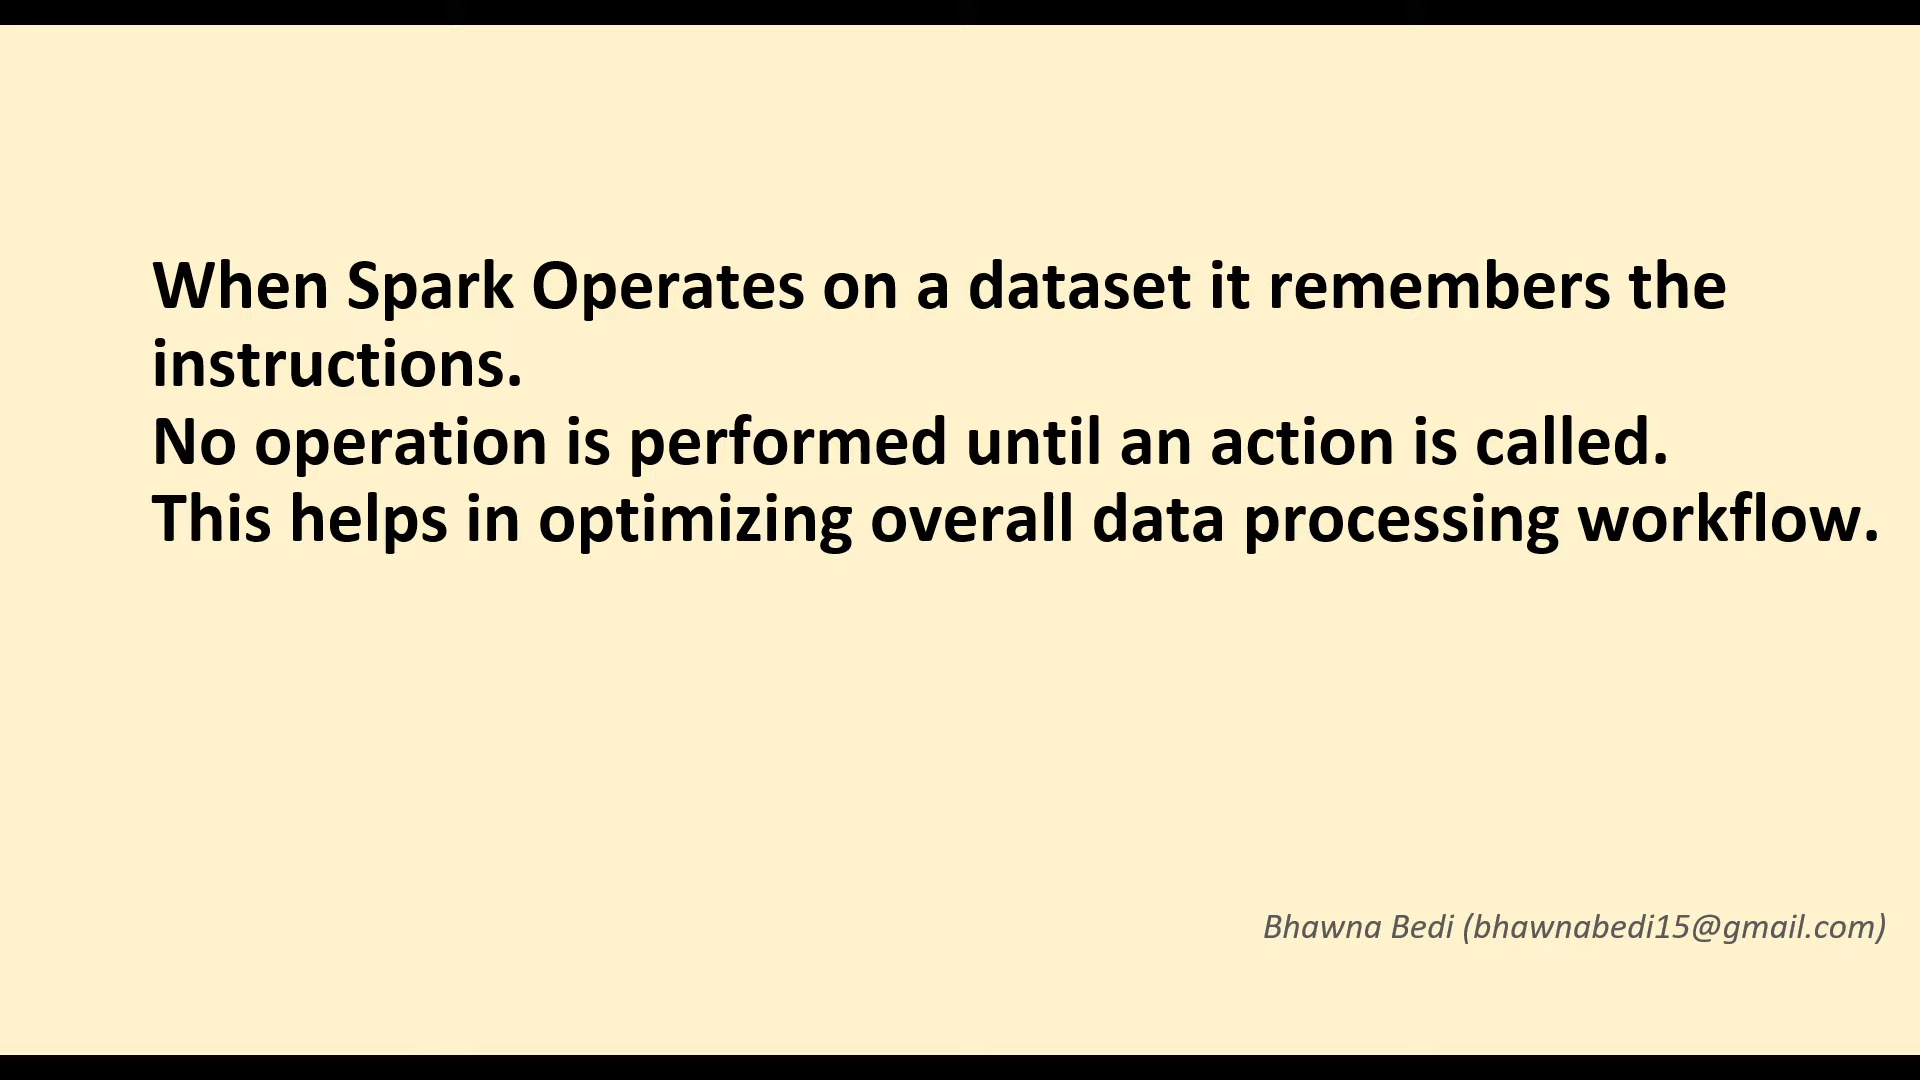 When Spark Operates on a dataset it remembers the
instructions.
No operation is performed until an action is called.
This helps in optimizing overall data processing workflow.
Bhawna Bedi (bhawnabedi15@gmail.com)